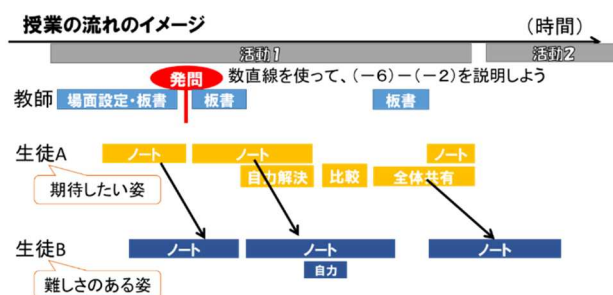 授業の流れのイメージ
(時間)
活動1
活動2
発問
数直線を使って、(-6)-(-2)を説明しよう
教師
場面設定・板書
板書
板書
生徒A
ノート
ノート
ノート
自力解決
比較
全体共有
期待したい姿
生徒B
ノート
ノート
ノート
自力
難しさのある姿